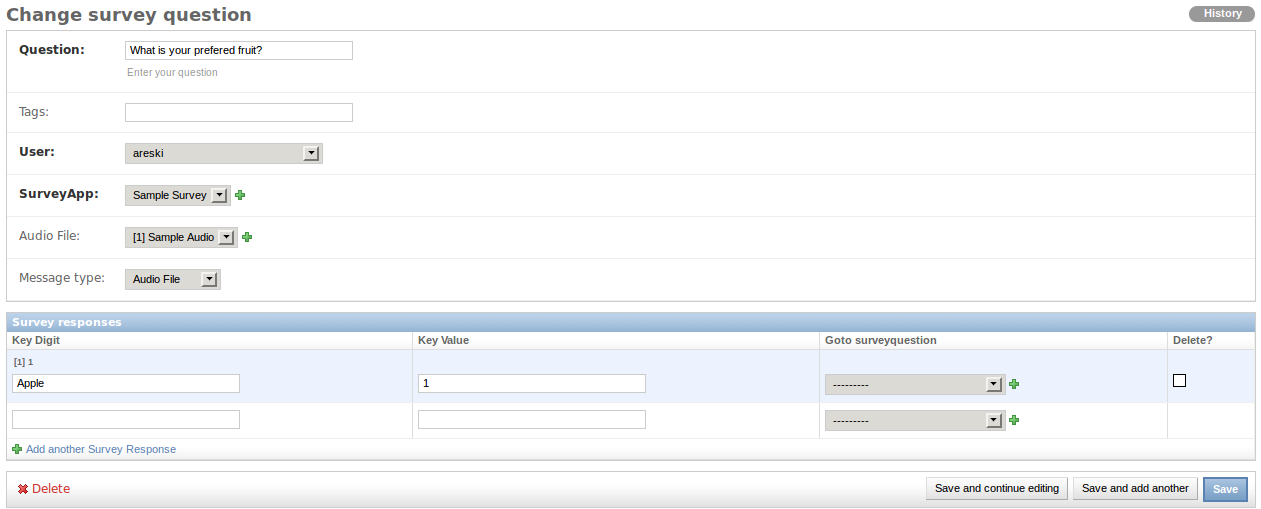 Change survey question
History
Question: What is your prefered fruit?
Enter your question
Tags:
User: areski
SurveyApp: Sample Survey
Audio File: [1] Sample Audio
Message type: Audio File
Survey responses
Key Digit Key Value Goto surveyquestion Delete?
[1] 1
Apple 1 ---------
---------
Add another Survey Response
Delete Save and continue editing Save and add another Save